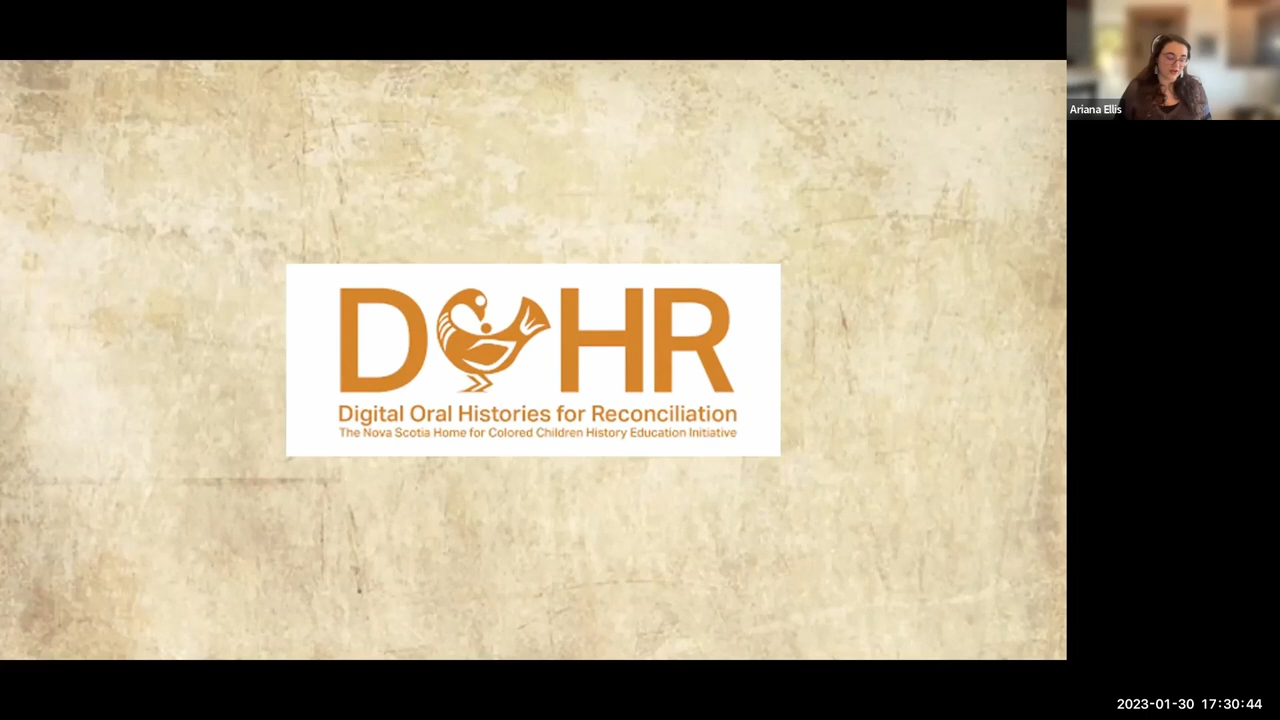 Ariana Ellis
DOHR
Digital Oral Histories for Reconciliation
The Nova Scotia Home for Colored Children History Education Initiative
2023-01-30 17:30:44